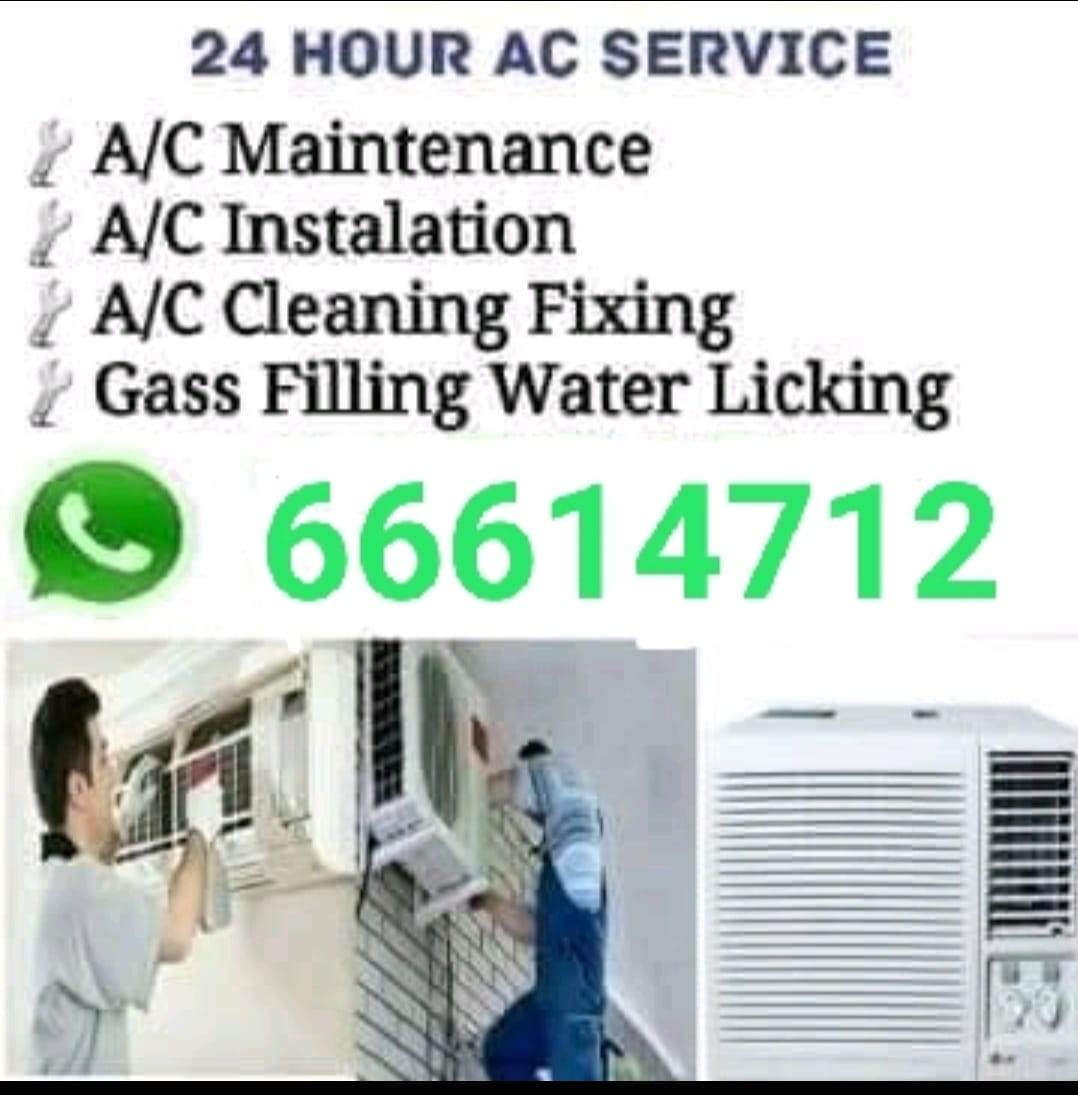 24 HOUR AC SERVICE
A/C Maintenance
A/C Instalation
A/C Cleaning Fixing
Gass Filling Water Licking
66614712